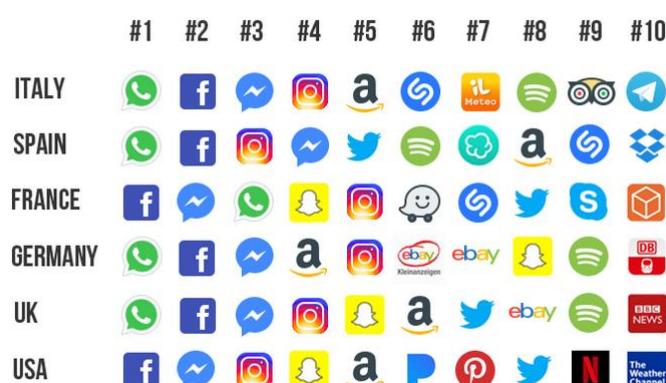 #1 #2 #3 #4 #5 #6 #7 #8 #9 #10
ITALY f a iL Meteo
SPAIN f a
FRANCE f S
GERMANY f a ebay Kleinanzeigen ebay DB
UK f a ebay BBC NEWS
USA f a P N The Weather Channel